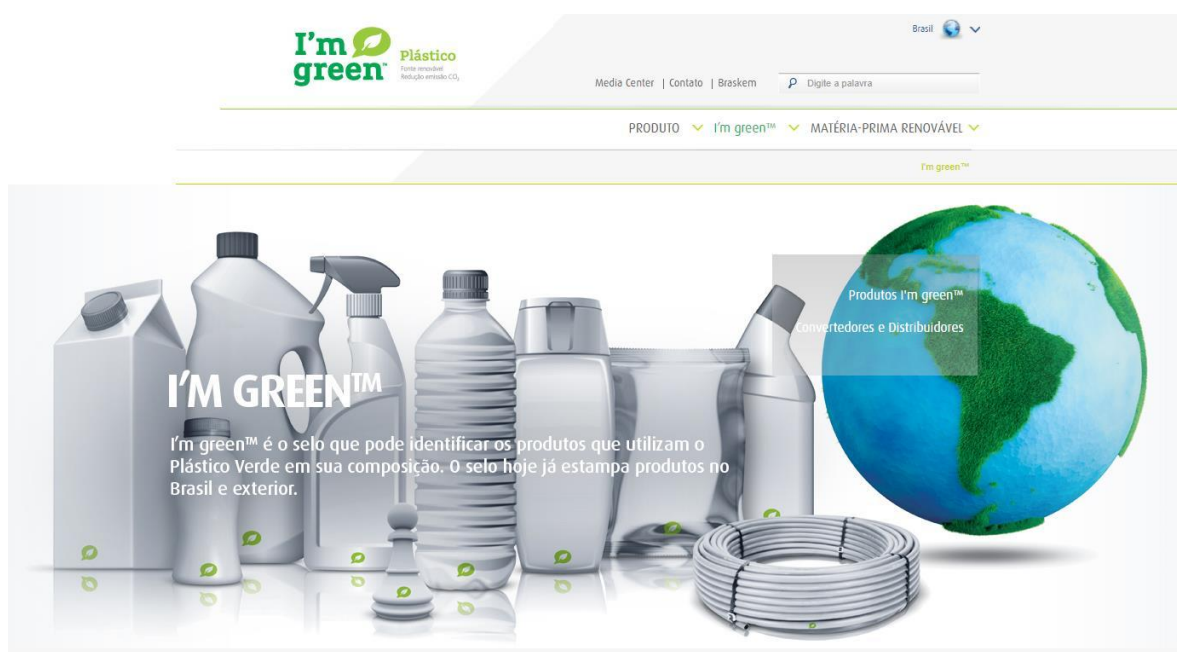 I'm
green™
Plástico
Fonte renovável
Redução emissão CO2
Brasil
Media Center | Contato | Braskem
Digite a palavra
PRODUTO
I'm green™
MATÉRIA-PRIMA RENOVÁVEL
I'm green™
Produtos I'm green™
Convertedores e Distribuidores
I'M GREEN™
I'm green™ é o selo que pode identificar os produtos que utilizam o
Plástico Verde em sua composição. O selo hoje já estampa produtos no
Brasil e exterior.